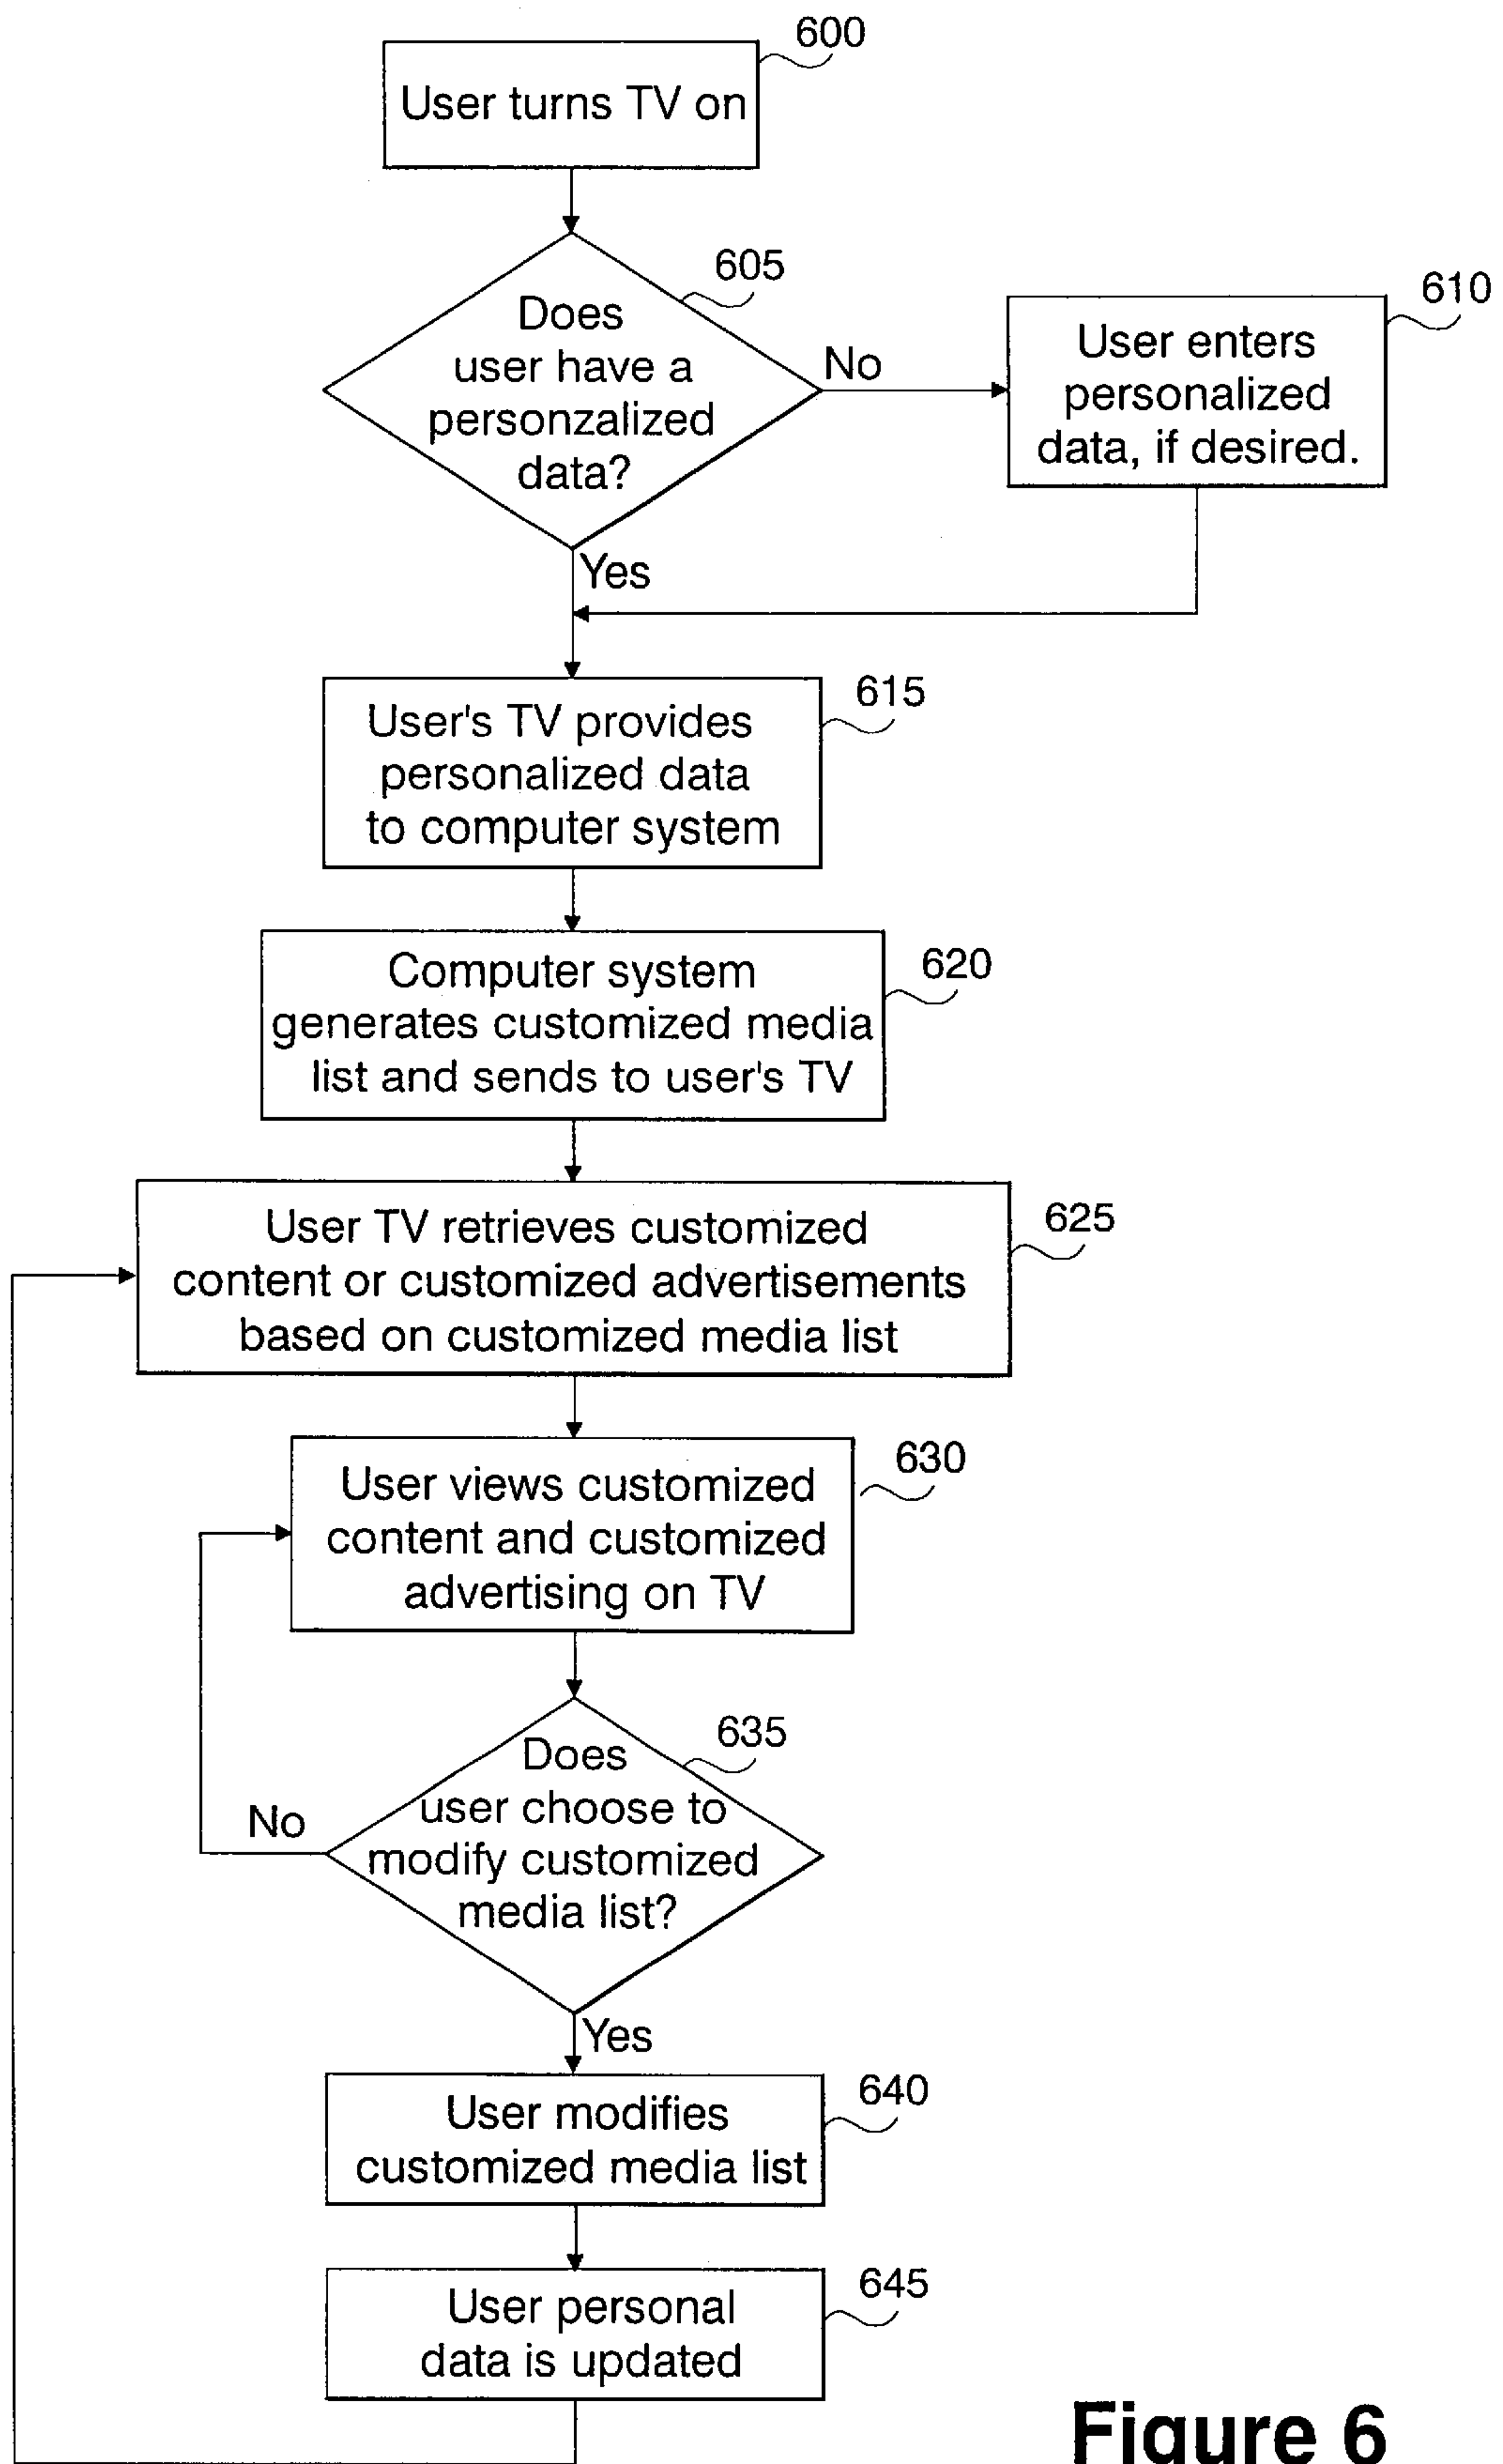 600
User turns TV on
605
Does
user have a
personzalized
data?
No
610
User enters
personalized
data, if desired.
Yes
615
User's TV provides
personalized data
to computer system
620
Computer system
generates customized media
list and sends to user's TV
625
User TV retrieves customized
content or customized advertisements
based on customized media list
630
User views customized
content and customized
advertising on TV
635
Does
user choose to
modify customized
media list?
No
Yes
640
User modifies
customized media list
645
User personal
data is updated
Figure 6